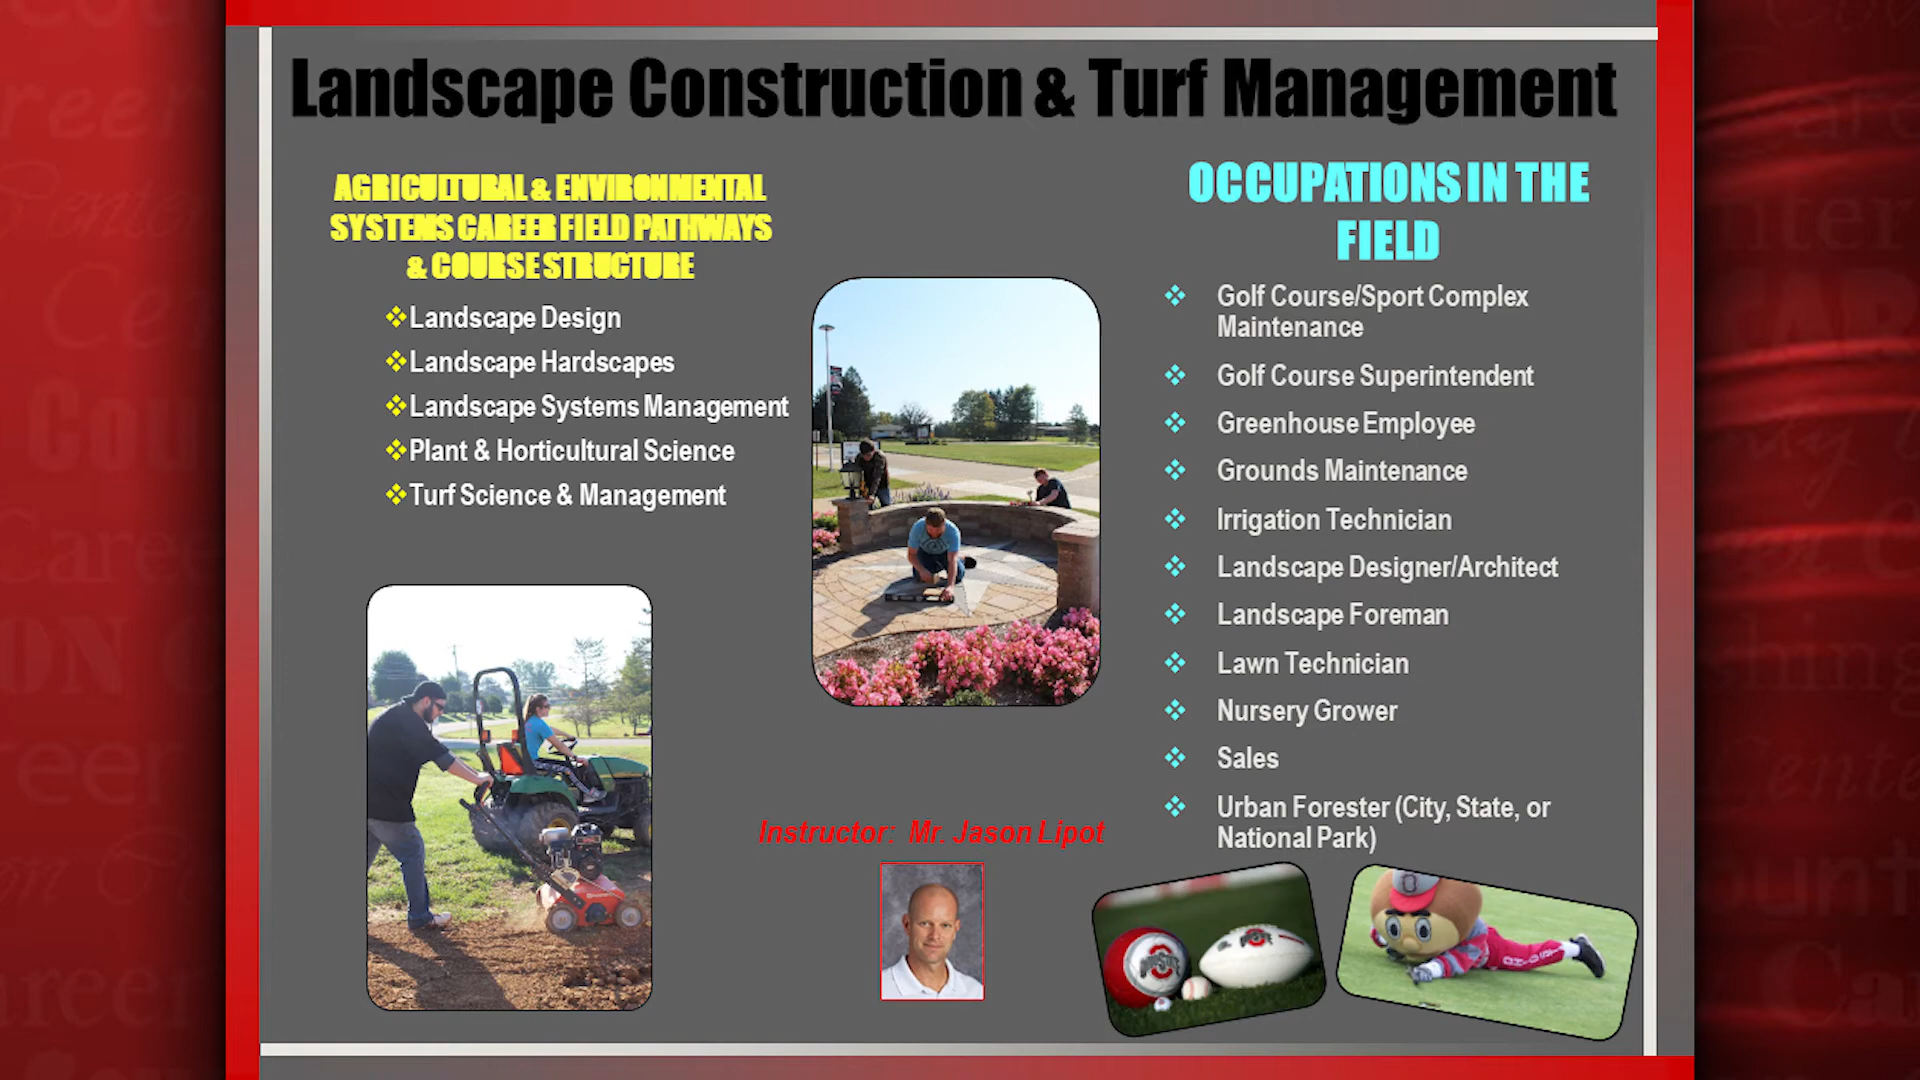 Landscape Construction & Turf Management
AGRICULTURAL & ENVIRONMENTAL
SYSTEMS CAREER FIELD PATHWAYS
& COURSE STRUCTURE
Landscape Design
Landscape Hardscapes
Landscape Systems Management
Plant & Horticultural Science
Turf Science & Management
OCCUPATIONS IN THE
FIELD
Golf Course/Sport Complex
Maintenance
Golf Course Superintendent
Greenhouse Employee
Grounds Maintenance
Irrigation Technician
Landscape Designer/Architect
Landscape Foreman
Lawn Technician
Nursery Grower
Sales
Urban Forester (City, State, or
National Park)
Instructor: Mr. Jason Lipot